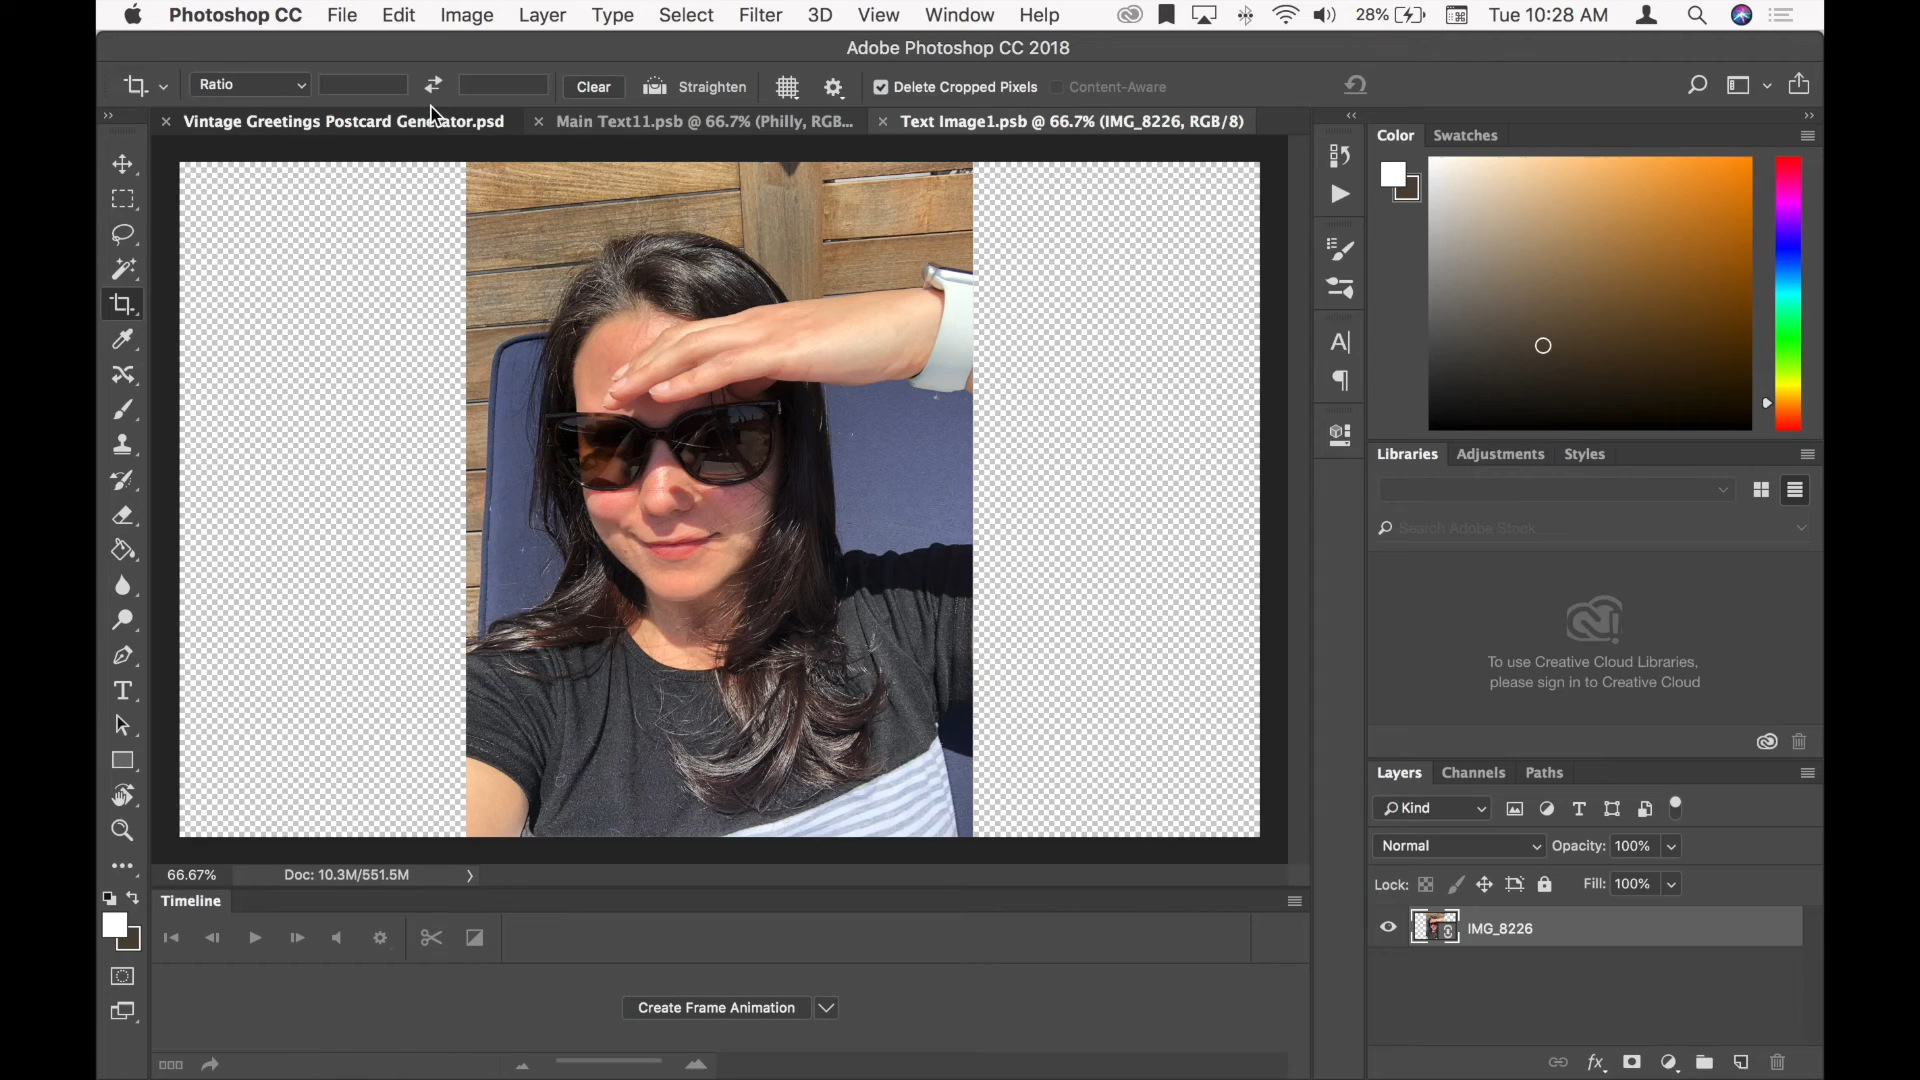 Photoshop CC File Edit Image Layer Type Select Filter 3D View Window Help 28% Tue 10:28 AM
Adobe Photoshop CC 2018
Ratio Clear Straighten Delete Cropped Pixels Content-Aware
Vintage Greetings Postcard Generator.psd Main Text11.psb @ 66.7% (Philly, RGB... Text Image1.psb @ 66.7% (IMG_8226, RGB/8)
Color Swatches
Libraries Adjustments Styles
Search Adobe Stock
To use Creative Cloud Libraries,
please sign in to Creative Cloud
Layers Channels Paths
Kind
Normal Opacity: 100%
Lock: Fill: 100%
IMG_8226
66.67% Doc: 10.3M/551.5M
Timeline
Create Frame Animation